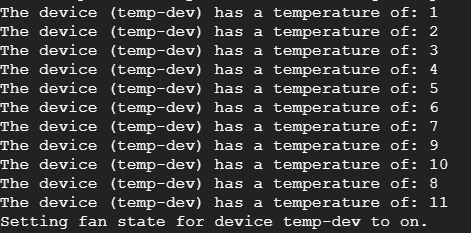 The device (temp-dev) has a temperature of: 1
The device (temp-dev) has a temperature of: 2
The device (temp-dev) has a temperature of: 3
The device (temp-dev) has a temperature of: 4
The device (temp-dev) has a temperature of: 5
The device (temp-dev) has a temperature of: 6
The device (temp-dev) has a temperature of: 7
The device (temp-dev) has a temperature of: 9
The device (temp-dev) has a temperature of: 10
The device (temp-dev) has a temperature of: 8
The device (temp-dev) has a temperature of: 11
Setting fan state for device temp-dev to on.